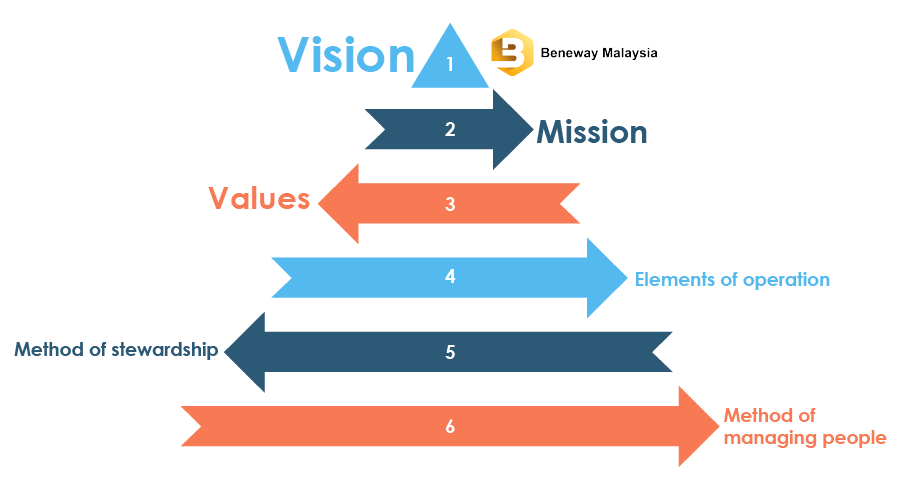 Vision
1
Beneway Malaysia
2
Mission
Values
3
4
Elements of operation
Method of stewardship
5
6
Method of
managing people